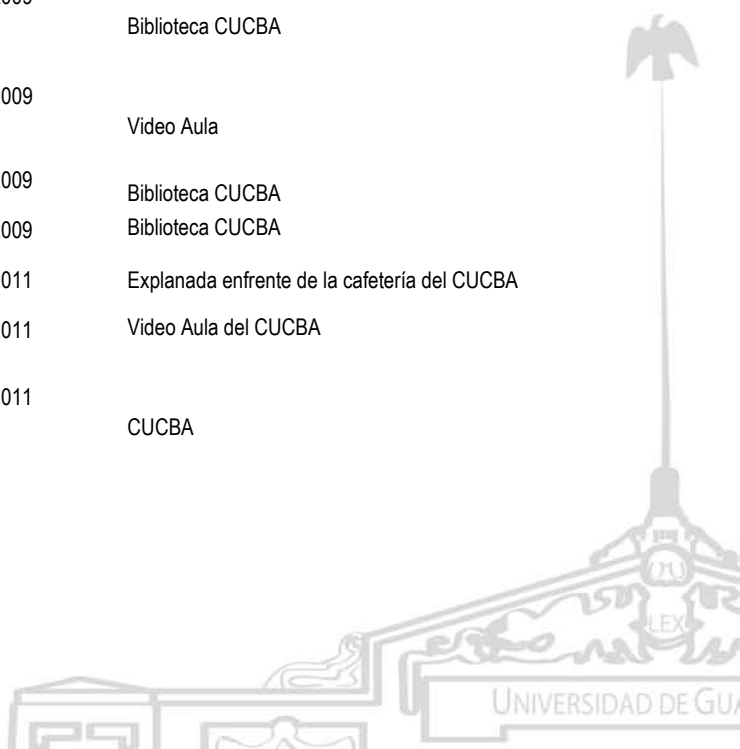 Biblioteca CUCBA
009
Video Aula
009
Biblioteca CUCBA
009
Biblioteca CUCBA
011
Explanada enfrente de la cafetería del CUCBA
011
Video Aula del CUCBA
011
CUCBA
LEX
UNIVERSIDAD DE GUA